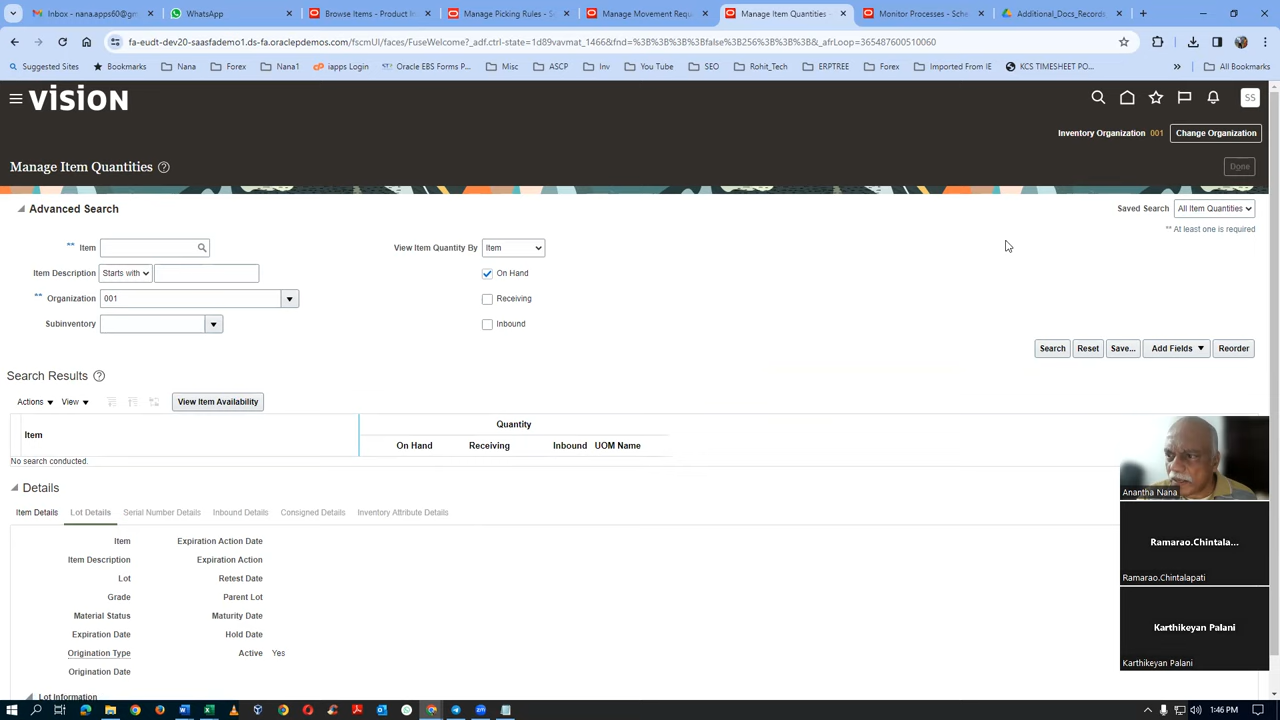 Browse Items - Product I
Manage Picking Rules - S
Manage Movement Requ
Manage Item Quantities -
Monitor Processes - Sche
Additional_Docs_Records
fa-eudt-dev20-saasfademo1.ds-fa.oraclepdemos.com/fscmUI/faces/FuseWelcome?_adf.ctrl-state=1d89vavmat_1466&fnd=%3B%3B%3B%3Bfalse%3B256%3B%3B%3B&_afrLoop=365487600510060
Suggested Sites
Bookmarks
Nana
Forex
Nana1
iapps Login
Oracle EBS Forms P...
Misc
ASCP
Inv
You Tube
SEO
Rohit_Tech
ERPTREE
Forex
Imported From IE
KCS TIMESHEET PO...
All Bookmarks
VISION
SS
Inventory Organization 001 Change Organization
Manage Item Quantities
Done
Advanced Search
Saved Search All Item Quantities
** At least one is required
** Item
View Item Quantity By Item
Item Description Starts with
On Hand
** Organization 001
Receiving
Subinventory
Inbound
Search Reset Save... Add Fields Reorder
Search Results
Actions View View Item Availability
Item
Quantity
On Hand Receiving Inbound UOM Name
No search conducted.
Details
Item Details Lot Details Serial Number Details Inbound Details Consigned Details Inventory Attribute Details
Item Expiration Action Date
Item Description Expiration Action
Lot Retest Date
Grade Parent Lot
Material Status Maturity Date
Expiration Date Hold Date
Origination Type Active Yes
Origination Date
Lot Information
Anantha Nana
Ramarao.Chintala...
Ramarao.Chintalapati
Karthikeyan Palani
Karthikeyan Palani
1:46 PM